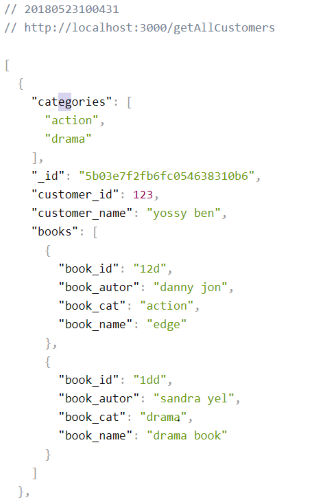 // 20180523100431
// http://localhost:3000/getAllCustomers
[
  {
    "categories": [
      "action",
      "drama"
    ],
    "_id": "5b03e7f2fb6fc054638310b6",
    "customer_id": 123,
    "customer_name": "yossy ben",
    "books": [
      {
        "book_id": "12d",
        "book_autor": "danny jon",
        "book_cat": "action",
        "book_name": "edge"
      },
      {
        "book_id": "1dd",
        "book_autor": "sandra yel",
        "book_cat": "drama",
        "book_name": "drama book"
      }
    ]
  },